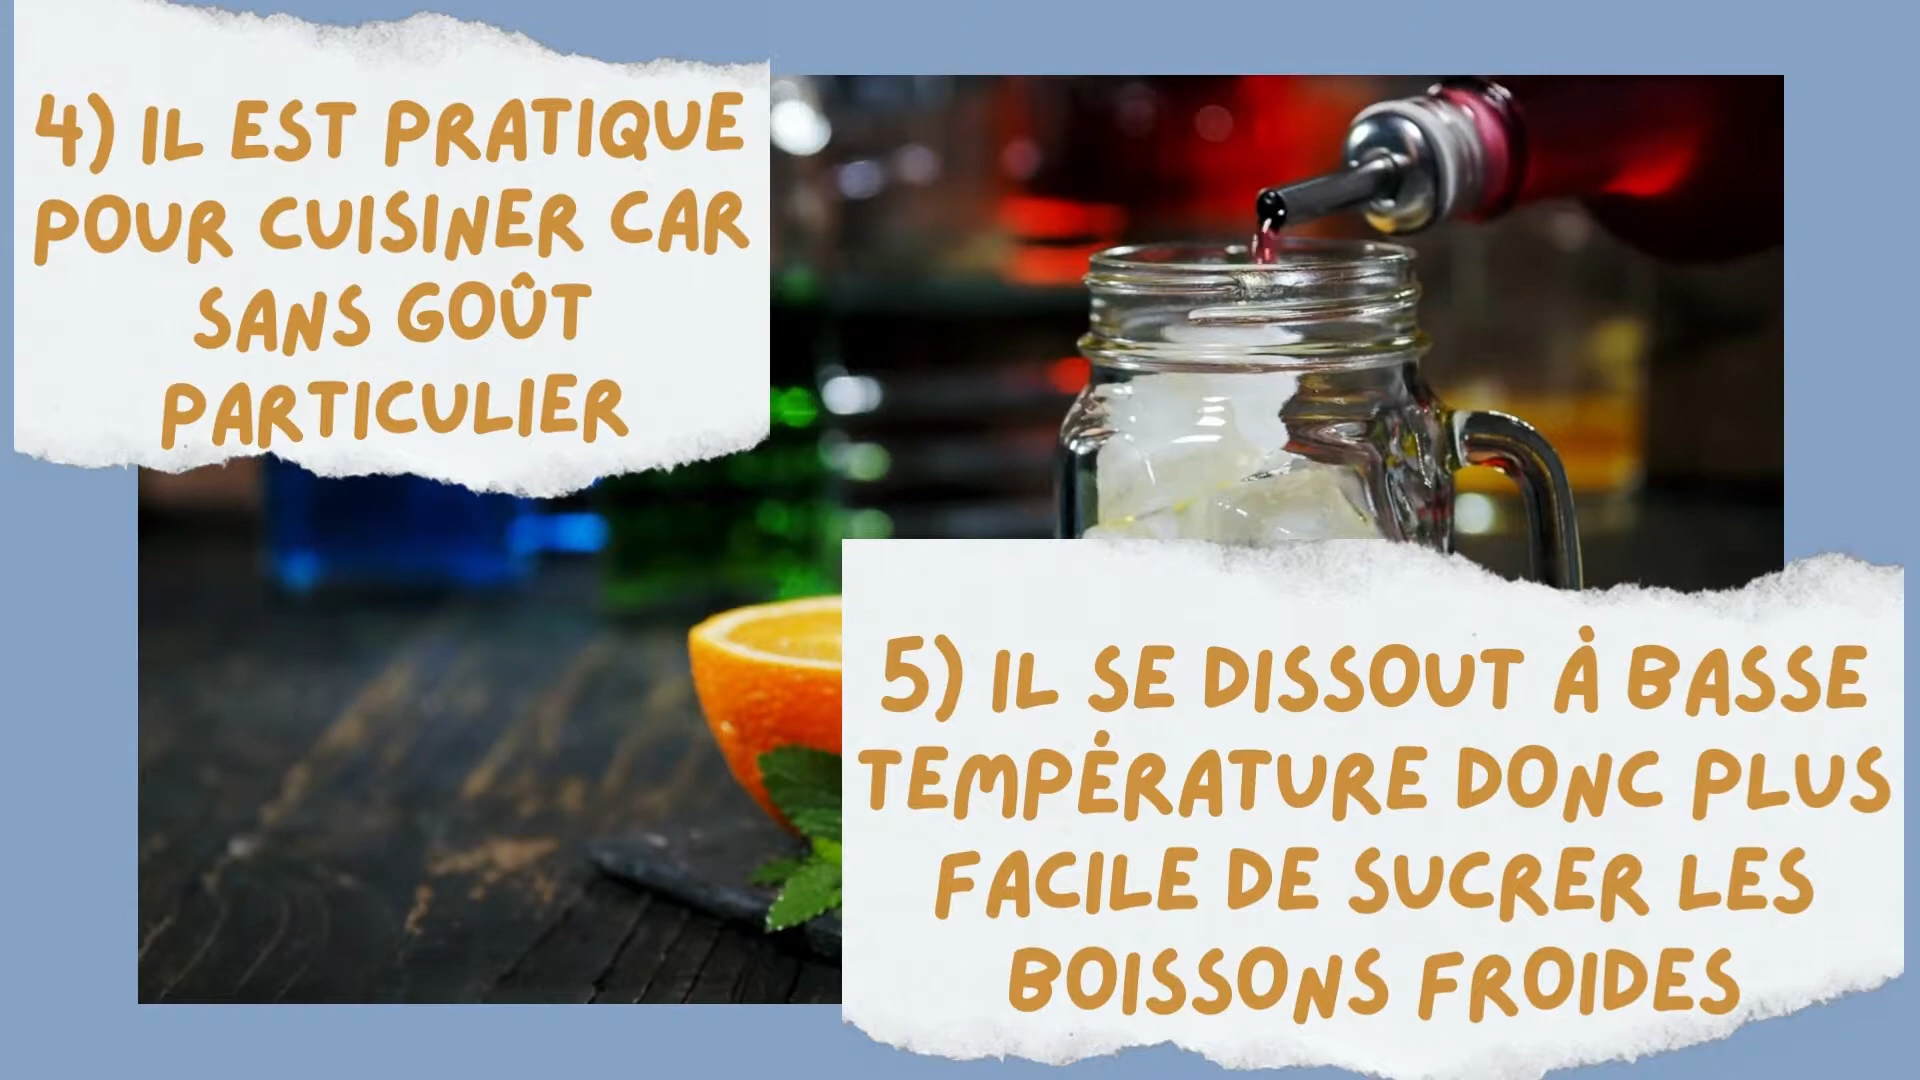 4) IL EST PRATIQUE
POUR CUISINER CAR
SANS GOÛT
PARTICULIER
5) IL SE DISSOUT À BASSE
TEMPÉRATURE DONC PLUS
FACILE DE SUCRER LES
BOISSONS FROIDES